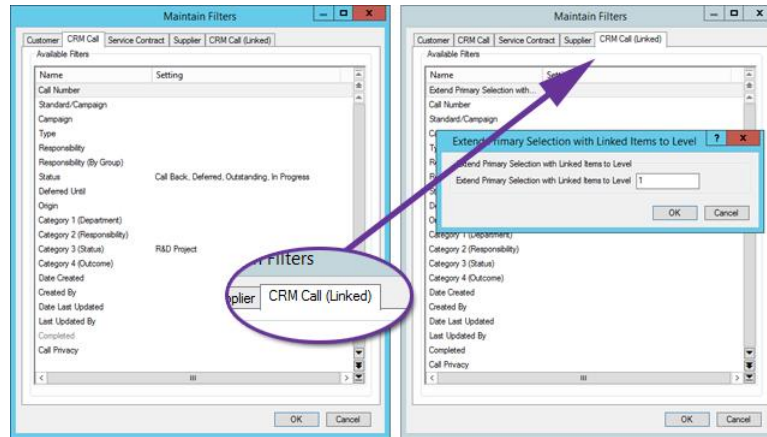 Maintain Filters
Customer CRM Call Service Contract Supplier CRM Call (Linked)
Available Filters
Name Setting
Call Number
Standard/Campaign
Campaign
Type
Responsibility
Responsibility (By Group)
Status Call Back, Deferred, Outstanding, In Progress
Deferred Until
Origin
Category 1 (Department)
Category 2 (Responsibility)
Category 3 (Status) R&D Project
Category 4 (Outcome)
Date Created
Created By
Date Last Updated
Last Updated By
Completed
Call Privacy
OK Cancel
Filters
pplier CRM Call (Linked)
Maintain Filters
Customer CRM Call Service Contract Supplier CRM Call (Linked)
Available Filters
Name
Extend Primary Selection with...
Call Number
Standard/Campaign
Extend Primary Selection with Linked Items to Level
Extend Primary Selection with Linked Items to Level
Extend Primary Selection with Linked Items to Level 1
OK Cancel
Category 1 (Department)
Category 2 (Responsibility)
Category 3 (Status)
Category 4 (Outcome)
Date Created
Created By
Date Last Updated
Last Updated By
Completed
Call Privacy
OK Cancel